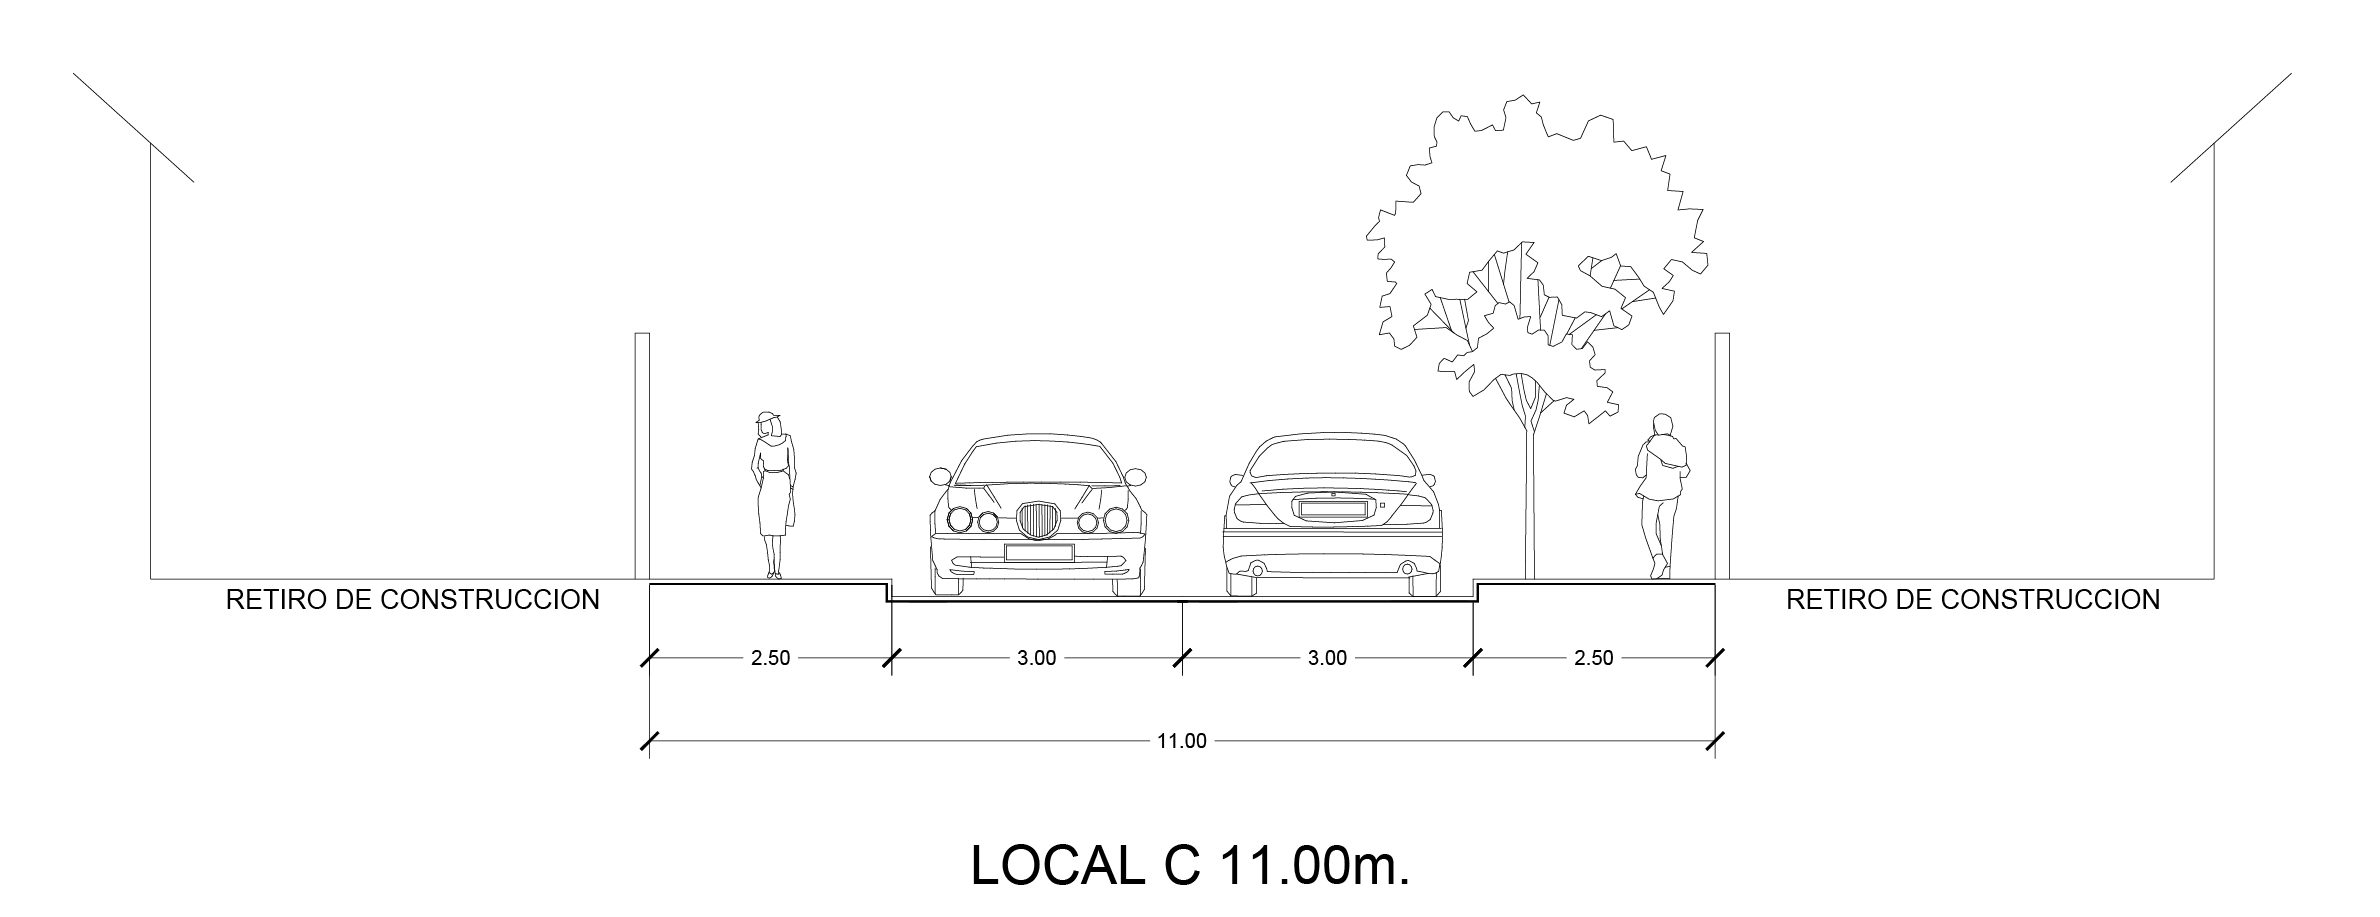 RETIRO DE CONSTRUCCION
RETIRO DE CONSTRUCCION
2.50
3.00
3.00
2.50
11.00
LOCAL C 11.00m.